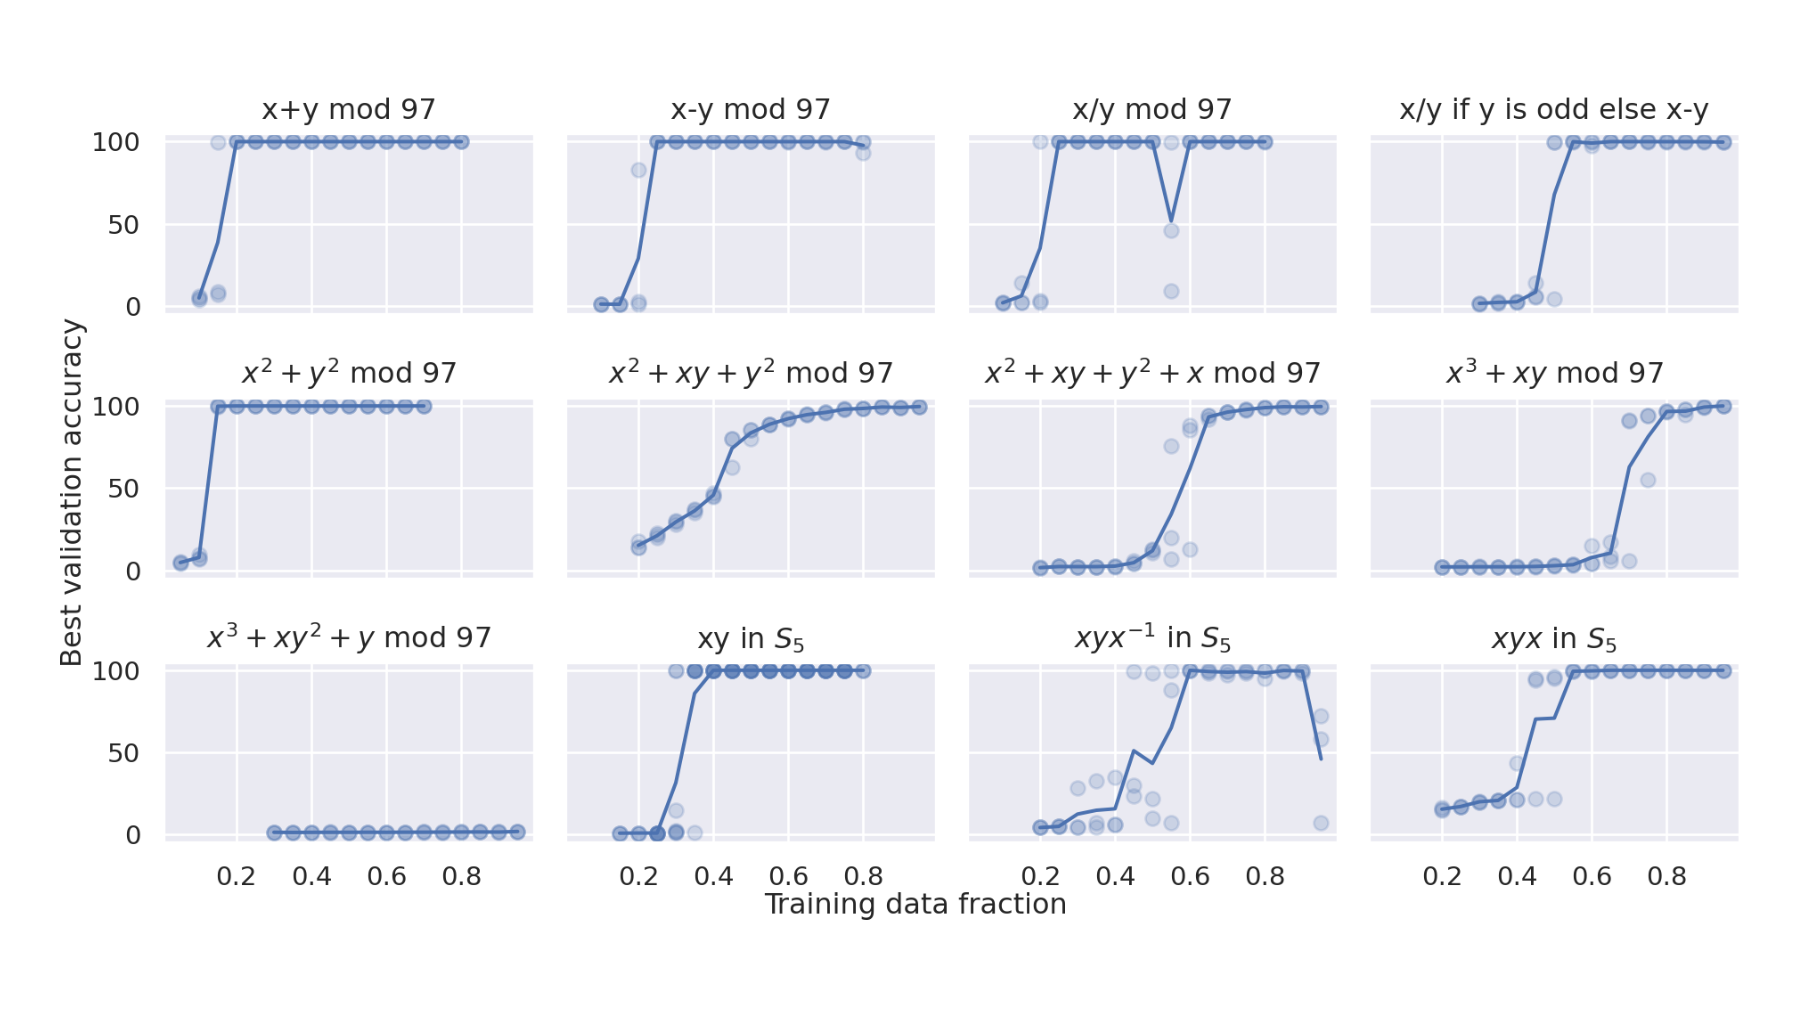 x+y mod 97
x-y mod 97
x/y mod 97
x/y if y is odd else x-y
100
50
0
x² + y² mod 97
x² + xy + y² mod 97
x² + xy + y² + x mod 97
x³ + xy mod 97
100
50
0
Best validation accuracy
x³ + xy² + y mod 97
xy in S₅
xyx⁻¹ in S₅
xyx in S₅
100
50
0
0.2 0.4 0.6 0.8
0.2 0.4 0.6 0.8
0.2 0.4 0.6 0.8
0.2 0.4 0.6 0.8
Training data fraction